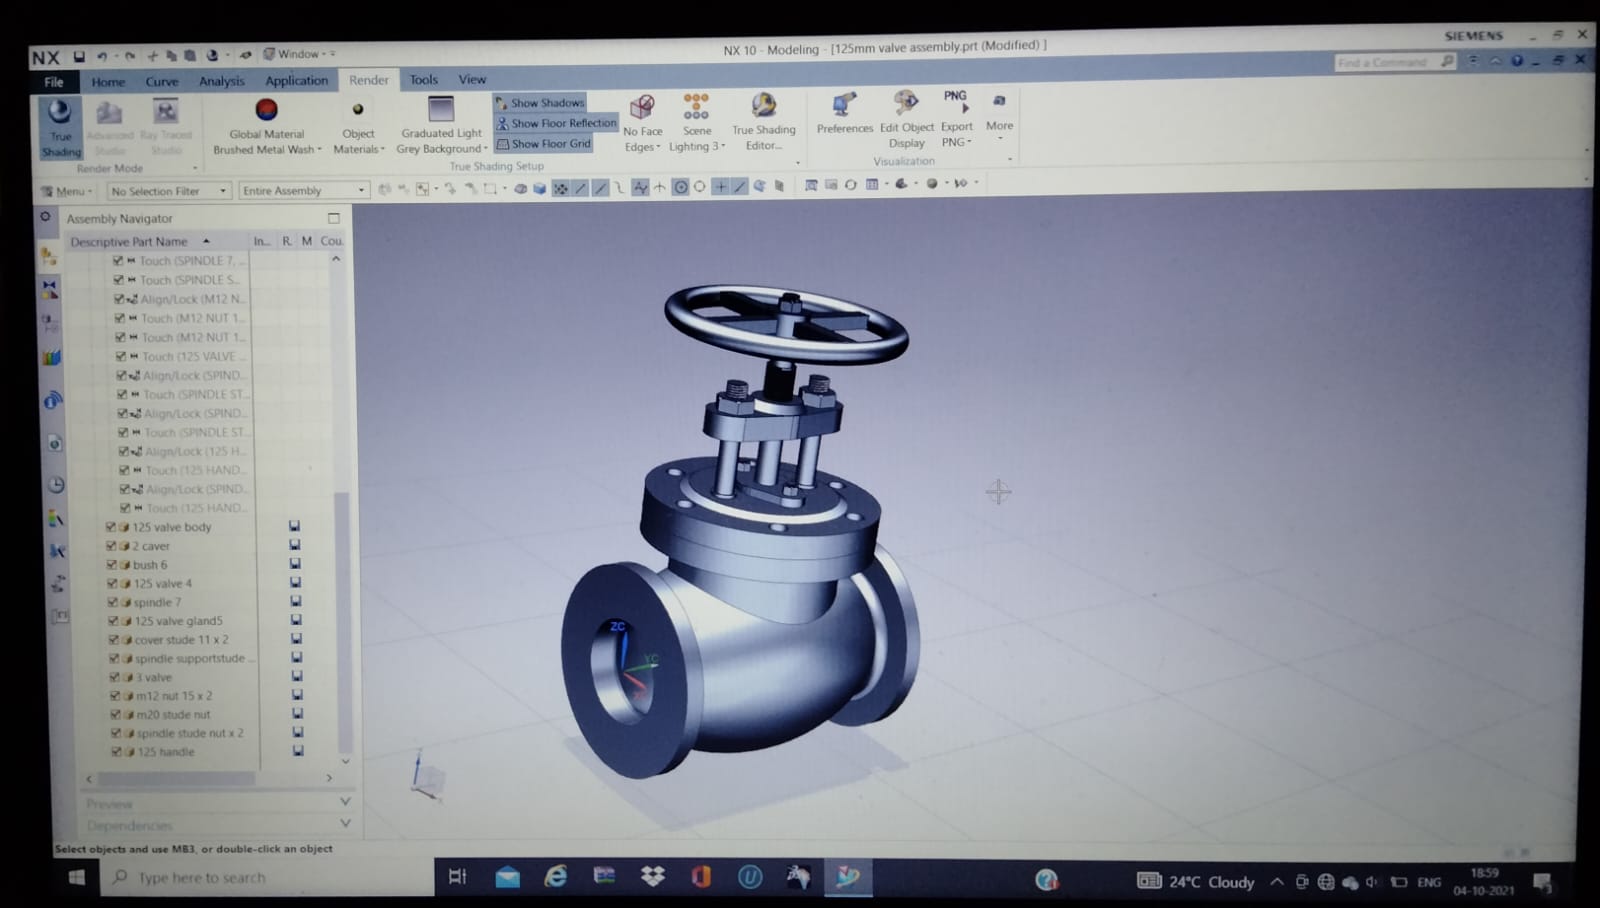 NX
Window
NX 10 - Modeling - [125mm valve assembly.prt (Modified) ]
SIEMENS
File
Home
Curve
Analysis
Application
Render
Tools
View
Find a Command
True Shading
Advanced Studio
Ray Traced Studio
Render Mode
Global Material
Brushed Metal Wash
Object
Materials
Graduated Light
Grey Background
Show Shadows
Show Floor Reflection
Show Floor Grid
No Face
Edges
Scene
Lighting 3
True Shading
Editor...
True Shading Setup
Preferences
Edit Object
Display
PNG
Export
PNG
More
Visualization
Menu
No Selection Filter
Entire Assembly
Assembly Navigator
Descriptive Part Name
In...
R.
M
Cou
Touch (SPINDLE 7, ...
Touch (SPINDLE S...
Align/Lock (M12 N...
Touch (M12 NUT 1...
Touch (M12 NUT 1...
Touch (125 VALVE ...
Align/Lock (SPIND...
Touch (SPINDLE ST...
Align/Lock (SPIND...
Touch (SPINDLE ST...
Align/Lock (125 H...
Touch (125 HAND...
Align/Lock (SPIND...
Touch (125 HAND...
125 valve body
2 caver
bush 6
125 valve 4
spindle 7
125 valve gland5
cover stude 11 x 2
spindle supportstude ...
3 valve
m12 nut 15 x 2
m20 stude nut
spindle stude nut x 2
125 handle
Preview
Dependencies
ZC
YC
Select objects and use MB3, or double-click an object
Type here to search
24°C Cloudy
ENG
18:59
04-10-2021